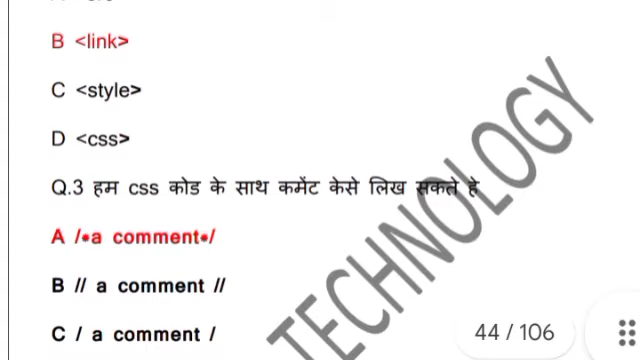 B <link>
C <style>
D <css>
Q.3 हम css कोड के साथ कमेंट केसे लिख सकते हे
A /*a comment*/
B // a comment //
C / a comment /
TECHNOLOGY
44 / 106